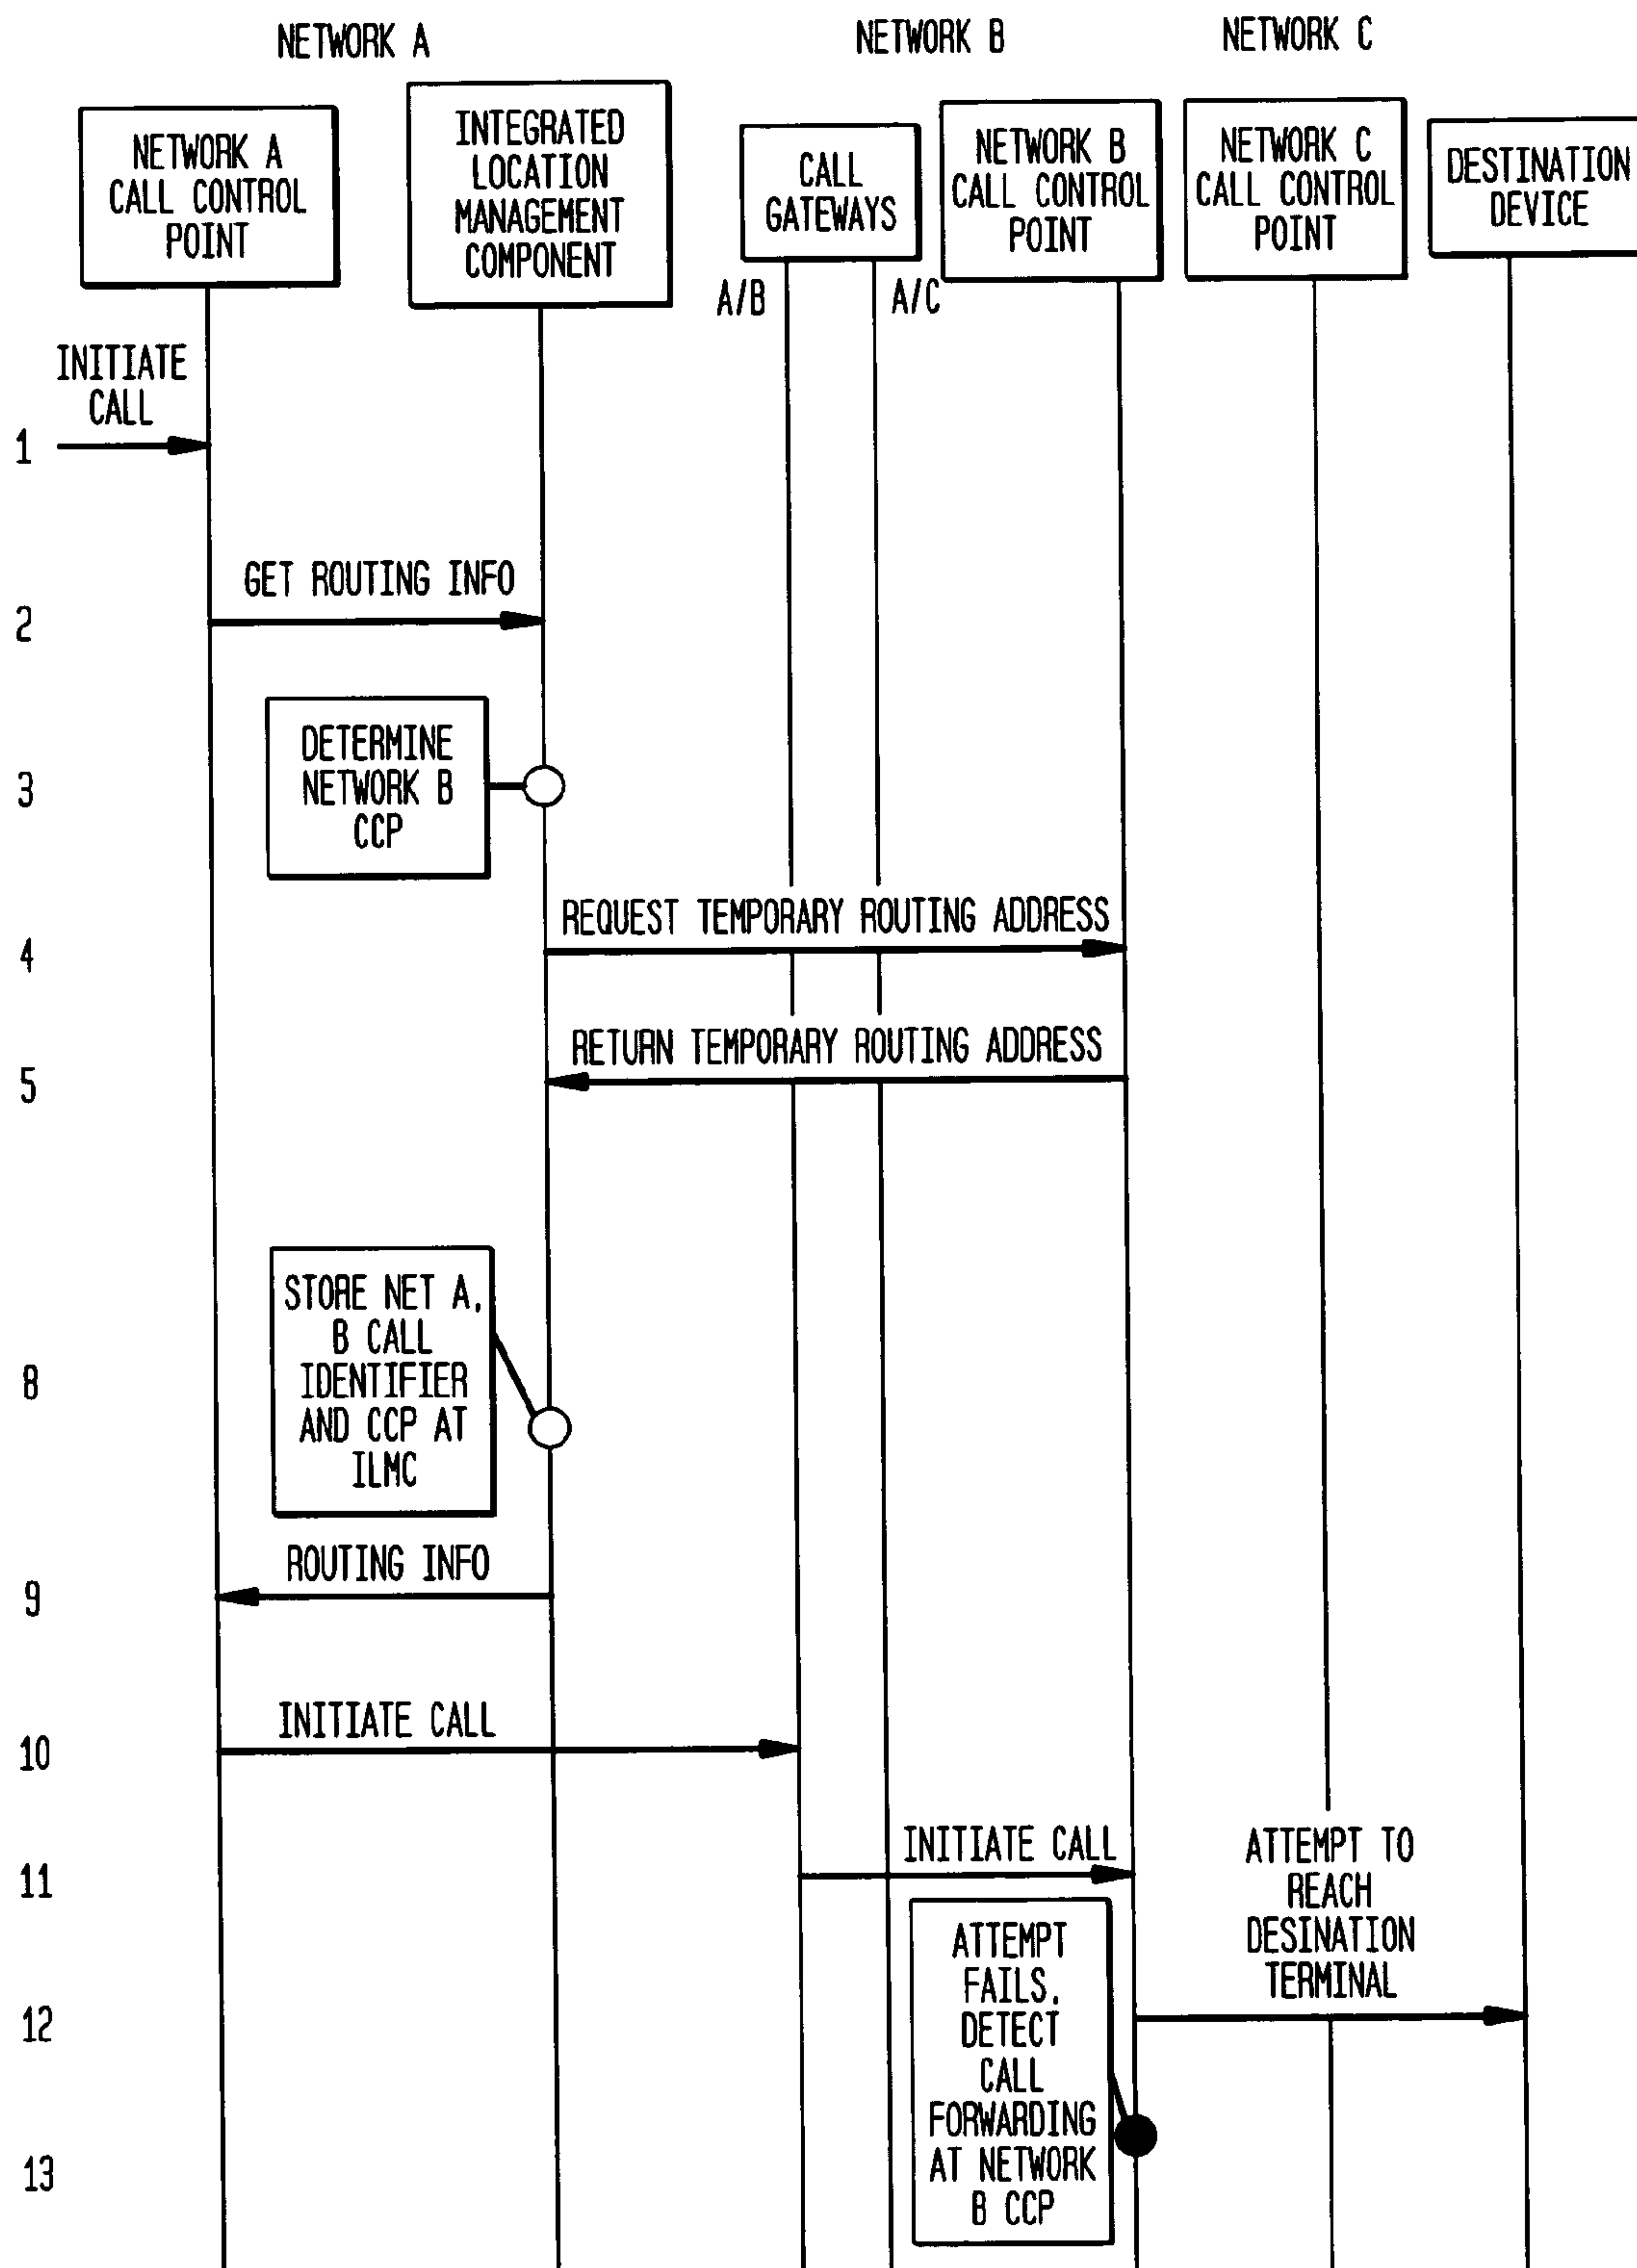 NETWORK A
NETWORK B
NETWORK C
NETWORK A
CALL CONTROL
POINT
INTEGRATED
LOCATION
MANAGEMENT
COMPONENT
CALL
GATEWAYS
NETWORK B
CALL CONTROL
POINT
NETWORK C
CALL CONTROL
POINT
DESTINATION
DEVICE
A/B
A/C
INITIATE
CALL
1
GET ROUTING INFO
2
DETERMINE
NETWORK B
CCP
3
REQUEST TEMPORARY ROUTING ADDRESS
4
RETURN TEMPORARY ROUTING ADDRESS
5
STORE NET A,
B CALL
IDENTIFIER
AND CCP AT
ILMC
8
ROUTING INFO
9
INITIATE CALL
10
INITIATE CALL
11
ATTEMPT TO
REACH
DESINATION
TERMINAL
12
ATTEMPT
FAILS,
DETECT
CALL
FORWARDING
AT NETWORK
B CCP
13